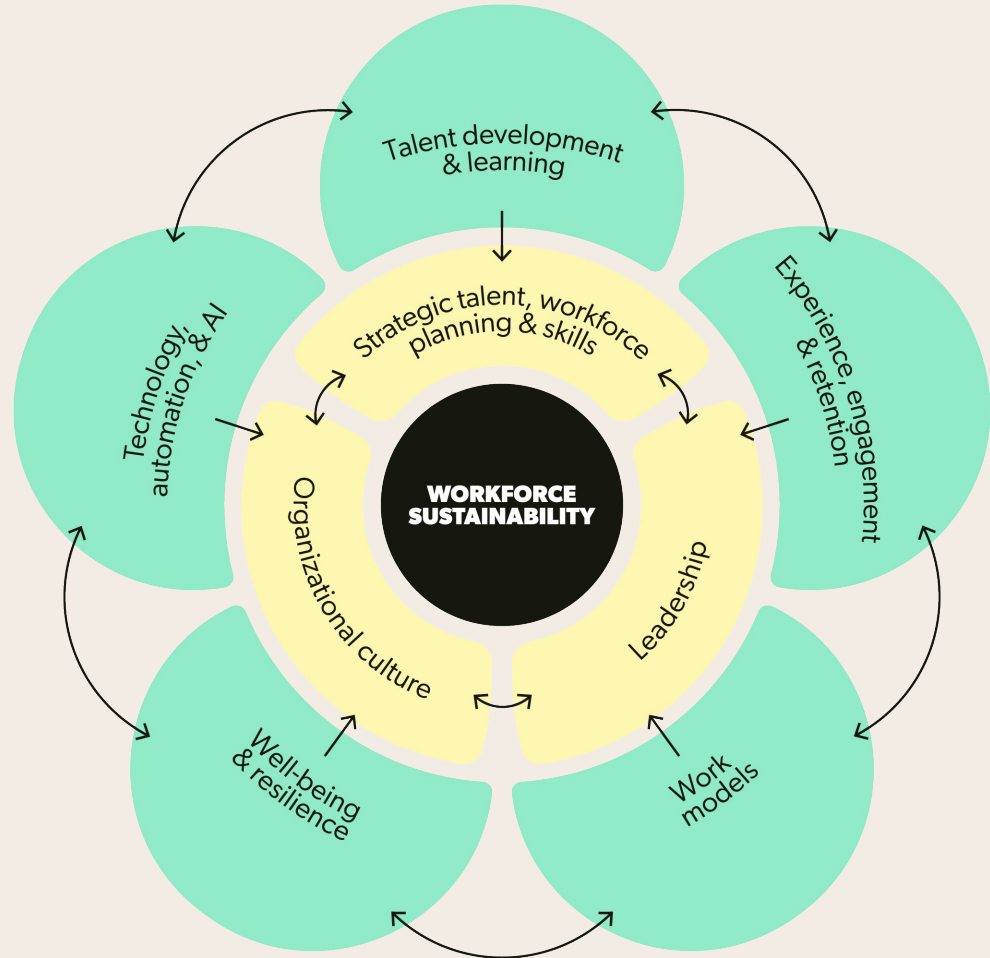 Talent development
& learning
Technology,
automation, & AI
Experience, engagement
& retention
Strategic talent, workforce
planning & skills
WORKFORCE
SUSTAINABILITY
Organizational culture
Leadership
Well-being
& resilience
Work
models